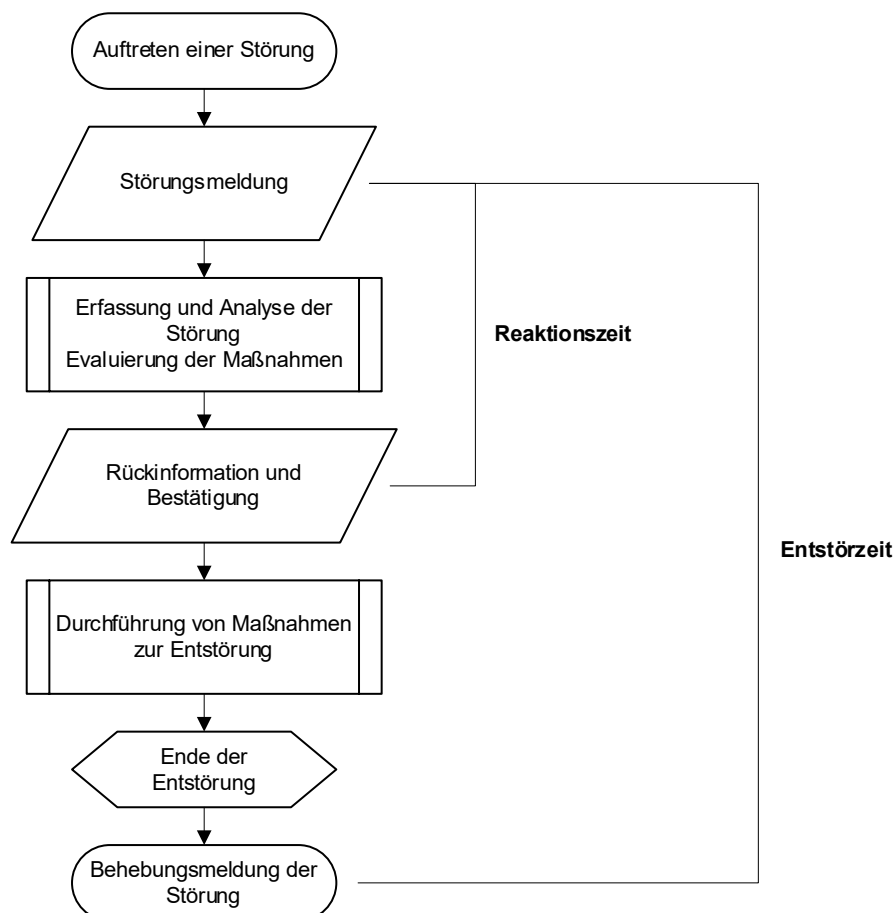 Auftreten einer Störung
Störungsmeldung
Erfassung und Analyse der
Störung
Evaluierung der Maßnahmen
Reaktionszeit
Rückinformation und
Bestätigung
Entstörzeit
Durchführung von Maßnahmen
zur Entstörung
Ende der
Entstörung
Behebungsmeldung der
Störung